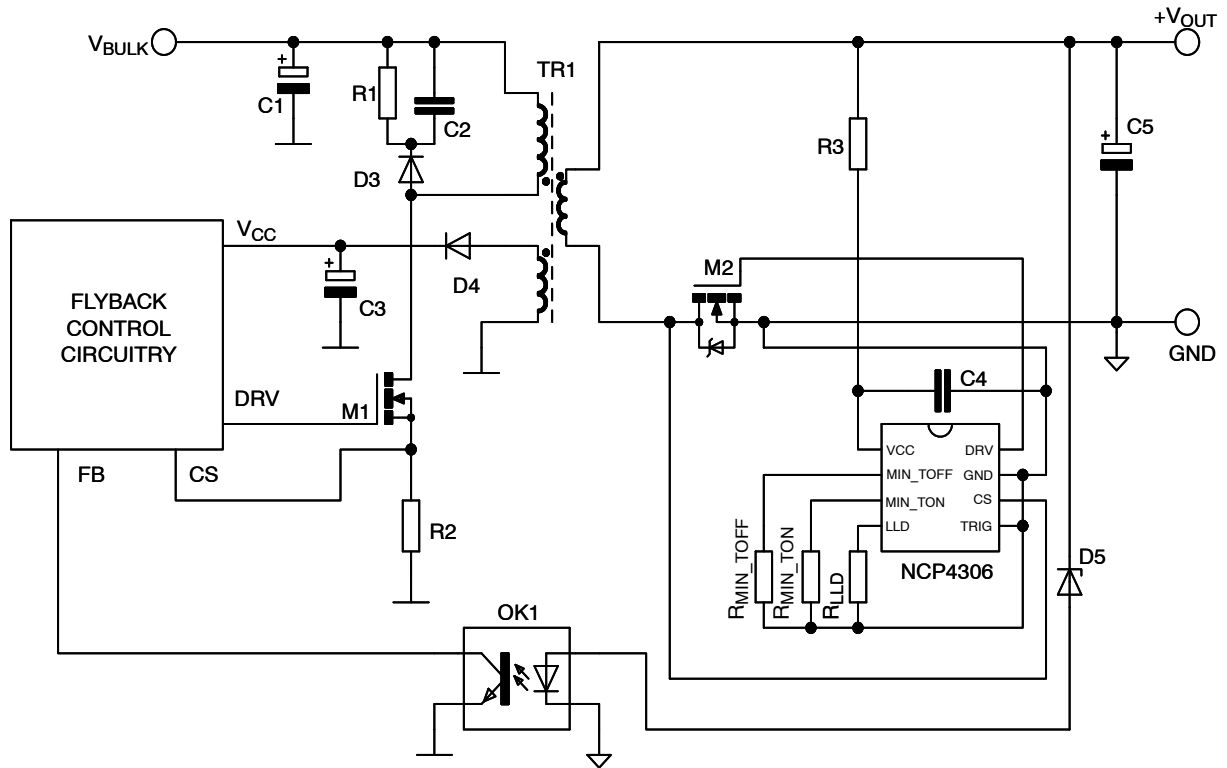 +VOUT
VBULK
TR1
R1
C1
C2
R3
C5
D3
VCC
M2
D4
C3
FLYBACK
CONTROL
CIRCUITRY
GND
C4
DRV
M1
VCC
DRV
FB
CS
MIN_TOFF
GND
MIN_TON
CS
LLD
TRIG
R2
RMIN_TOFF
RMIN_TON
RLLD
NCP4306
D5
OK1
+
+
+